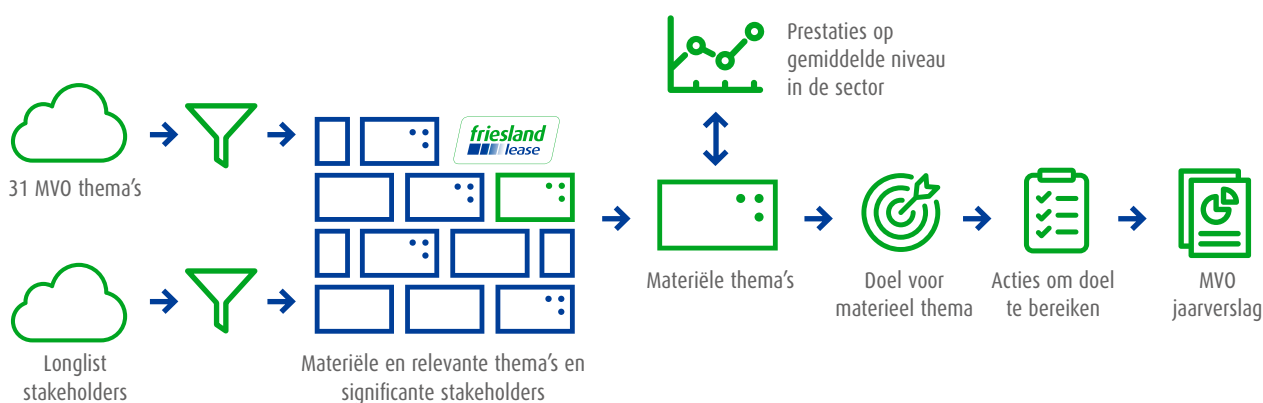 Prestaties op
gemiddelde niveau
in de sector
friesland
lease
31 MVO thema's
Materiële thema's
Doel voor
materieel thema
Acties om doel
te bereiken
MVO
jaarverslag
Longlist
stakeholders
Materiële en relevante thema's en
significante stakeholders